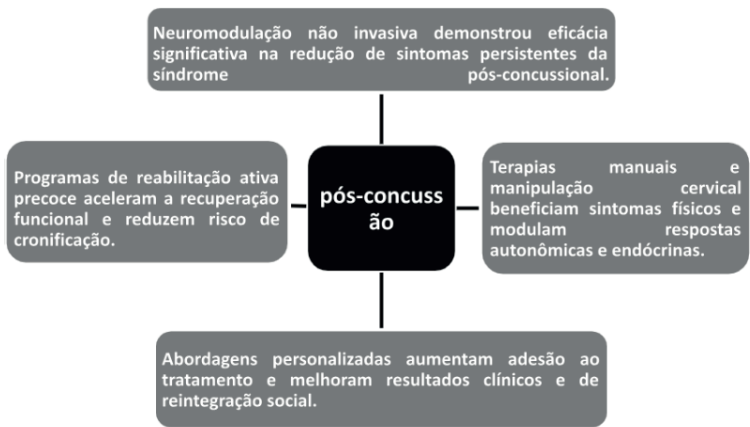 Neuromodulação não invasiva demonstrou eficácia
significativa na redução de sintomas persistentes da
síndrome pós-concussional.
Programas de reabilitação ativa
precoce aceleram a recuperação
funcional e reduzem risco de
cronificação.
pós-concuss
ão
Terapias manuais e
manipulação cervical
beneficiam sintomas físicos e
modulam respostas
autonômicas e endócrinas.
Abordagens personalizadas aumentam adesão ao
tratamento e melhoram resultados clínicos e de
reintegração social.